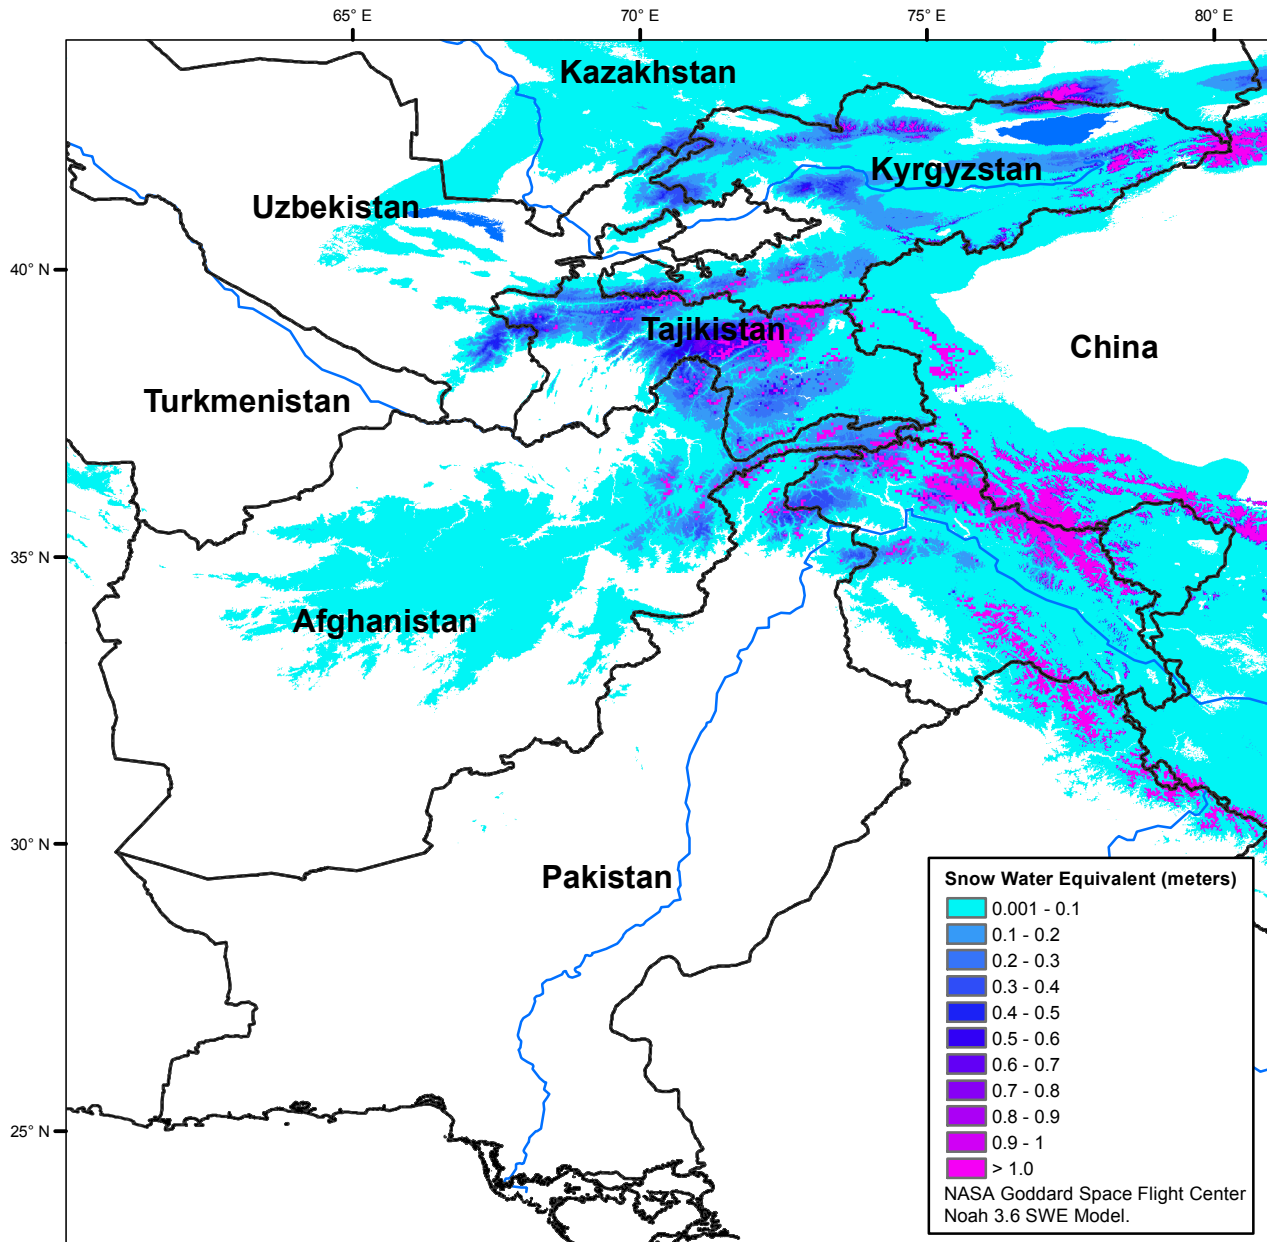 65° E
70° E
75° E
80° E
Kazakhstan
Kyrgyzstan
Uzbekistan
40° N
Tajikistan
China
Turkmenistan
35° N
Afghanistan
30° N
Pakistan
25° N
Snow Water Equivalent (meters)
0.001 - 0.1
0.1 - 0.2
0.2 - 0.3
0.3 - 0.4
0.4 - 0.5
0.5 - 0.6
0.6 - 0.7
0.7 - 0.8
0.8 - 0.9
0.9 - 1
> 1.0
NASA Goddard Space Flight Center
Noah 3.6 SWE Model.